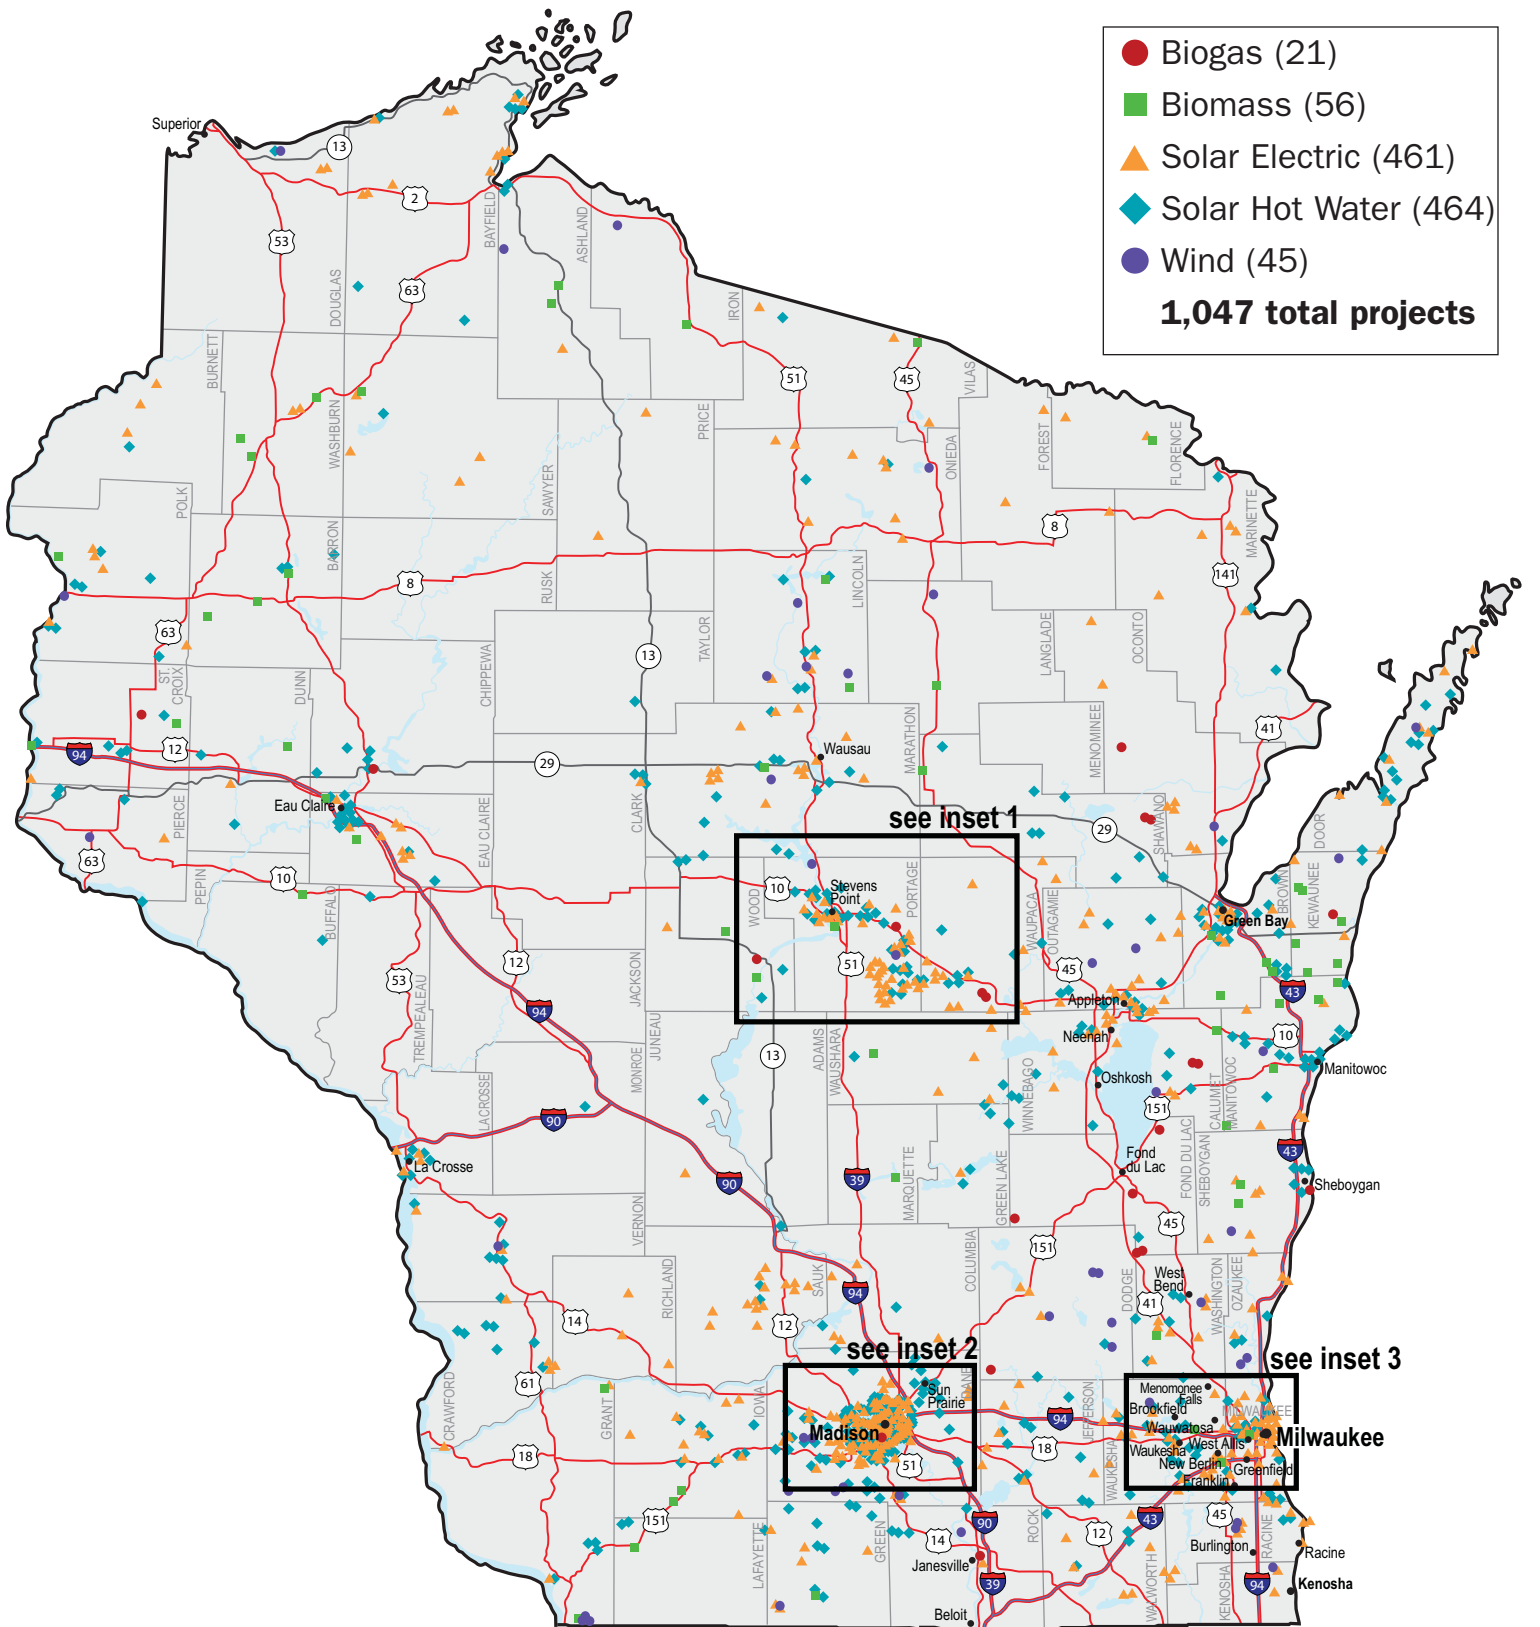 Biogas (21)
Biomass (56)
Solar Electric (461)
Solar Hot Water (464)
Wind (45)
1,047 total projects
Superior
13
2
53
63
BAYFIELD
ASHLAND
DOUGLAS
IRON
BURNETT
51
45
VILAS
WASHBURN
PRICE
SAWYER
ONIEDA
FOREST
FLORENCE
POLK
BARRON
8
8
MARINETTE
RUSK
LINCOLN
141
63
TAYLOR
13
LANGLADE
OCONTO
ST.
CROIX
DUNN
CHIPPEWA
94
12
29
Wausau
MARATHON
MENOMINEE
41
Eau Claire
PIERCE
EAU CLAIRE
CLARK
see inset 1
29
SHAWANO
DOOR
63
10
PEPIN
BUFFALO
10
Stevens
Point
WOOD
PORTAGE
WAUPACA
OUTAGAMIE
BROWN
KEWAUNEE
Green Bay
53
12
TREMPEALEAU
JACKSON
51
45
43
94
Appleton
Neenah
10
JUNEAU
MONROE
13
ADAMS
WAUSHARA
WINNEBAGO
Oshkosh
CALUMET
MANITOWOC
Manitowoc
LACROSSE
90
151
La Crosse
90
39
MARQUETTE
GREEN LAKE
Fond
du Lac
FOND DU LAC
SHEBOYGAN
43
Sheboygan
VERNON
45
RICHLAND
SAUK
94
COLUMBIA
151
DODGE
West
Bend
41
WASHINGTON
OZAUKEE
14
12
61
see inset 2
see inset 3
CRAWFORD
GRANT
IOWA
Sun
Prairie
DANE
JEFFERSON
94
Menomonee
Falls
Brookfield
MILWAUKEE
Wauwatosa
Milwaukee
Madison
18
18
51
WAUKESHA
Waukesha
West Allis
New Berlin
Greenfield
Franklin
151
LAFAYETTE
GREEN
14
90
ROCK
12
43
45
Burlington
RACINE
Racine
Janesville
39
WALWORTH
KENOSHA
94
Kenosha
Beloit